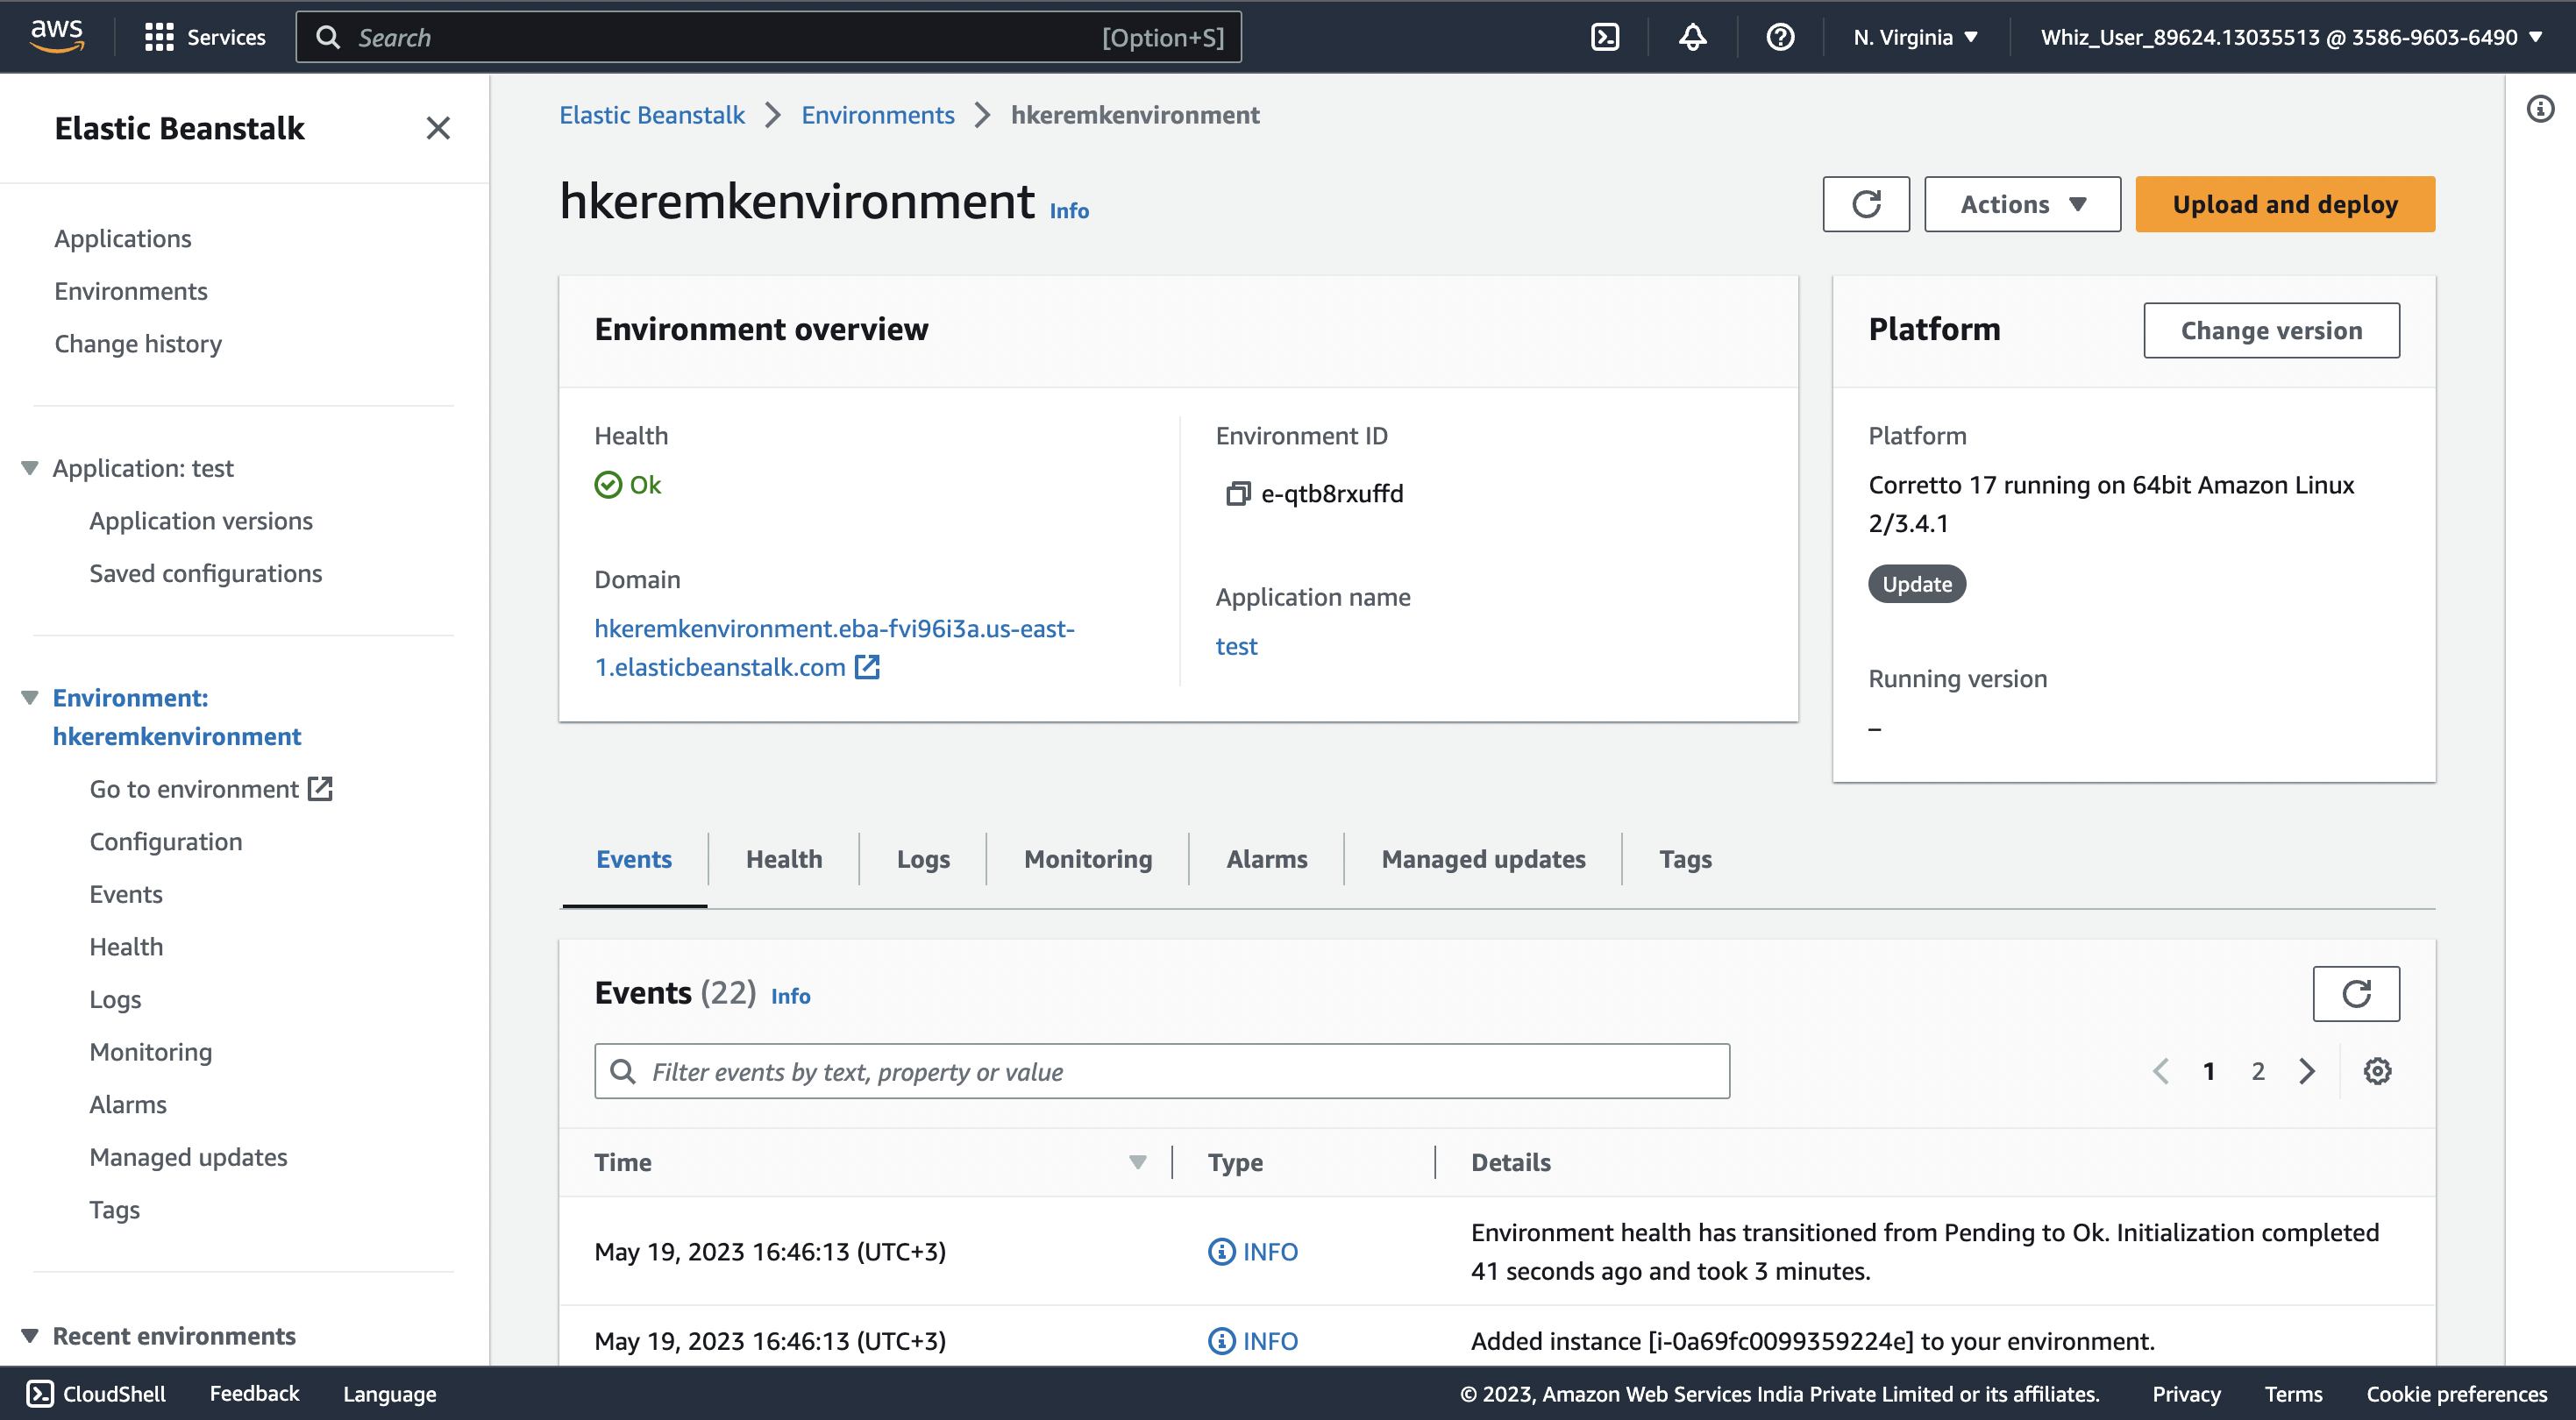 aws
Services
Search
[Option+S]
N. Virginia
Whiz_User_89624.13035513 @ 3586-9603-6490
Elastic Beanstalk
Applications
Environments
Change history
Application: test
Application versions
Saved configurations
Environment:
hkeremkenvironment
Go to environment
Configuration
Events
Health
Logs
Monitoring
Alarms
Managed updates
Tags
Recent environments
Elastic Beanstalk
Environments
hkeremkenvironment
hkeremkenvironment Info
Actions
Upload and deploy
Environment overview
Health
Ok
Domain
hkeremkenvironment.eba-fvi96i3a.us-east-
1.elasticbeanstalk.com
Environment ID
e-qtb8rxuffd
Application name
test
Platform
Change version
Platform
Corretto 17 running on 64bit Amazon Linux
2/3.4.1
Update
Running version
–
Events
Health
Logs
Monitoring
Alarms
Managed updates
Tags
Events (22) Info
Filter events by text, property or value
1
2
Time
Type
Details
May 19, 2023 16:46:13 (UTC+3)
INFO
Environment health has transitioned from Pending to Ok. Initialization completed
41 seconds ago and took 3 minutes.
May 19, 2023 16:46:13 (UTC+3)
INFO
Added instance [i-0a69fc0099359224e] to your environment.
CloudShell
Feedback
Language
© 2023, Amazon Web Services India Private Limited or its affiliates.
Privacy
Terms
Cookie preferences